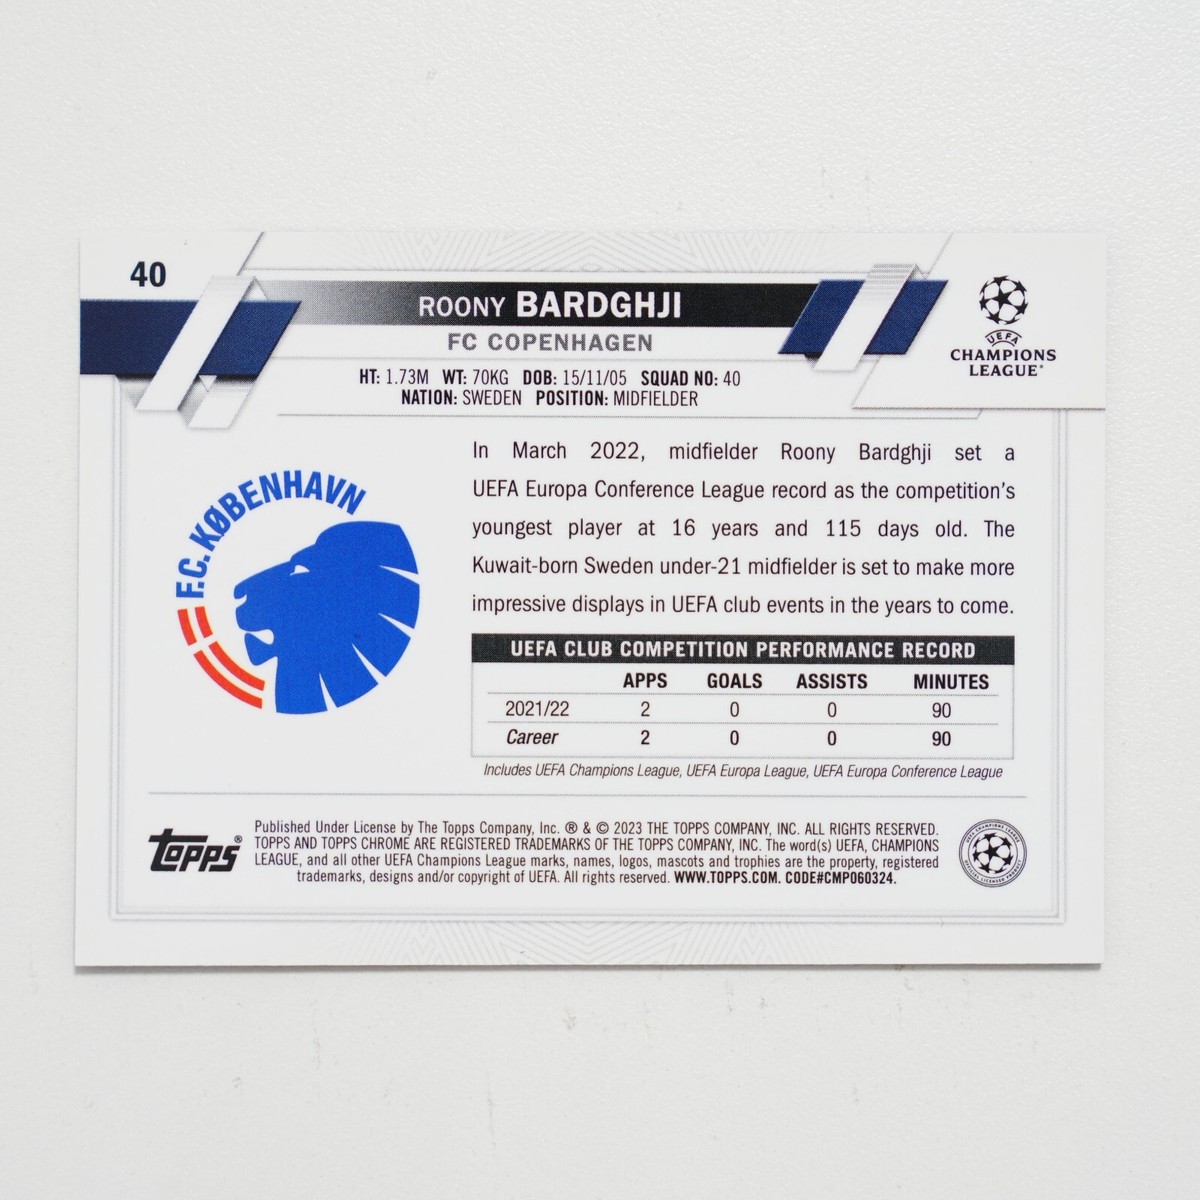 40
ROONY BARDGHJI
FC COPENHAGEN
HT: 1.73M WT: 70KG DOB: 15/11/05 SQUAD NO: 40
NATION: SWEDEN POSITION: MIDFIELDER
UEFA
CHAMPIONS
LEAGUE®
F.C. KØBENHAVN
In March 2022, midfielder Roony Bardghji set a
UEFA Europa Conference League record as the competition's
youngest player at 16 years and 115 days old. The
Kuwait-born Sweden under-21 midfielder is set to make more
impressive displays in UEFA club events in the years to come.
UEFA CLUB COMPETITION PERFORMANCE RECORD
APPS GOALS ASSISTS MINUTES
2021/22 2 0 0 90
Career 2 0 0 90
Includes UEFA Champions League, UEFA Europa League, UEFA Europa Conference League
Topps®
Published Under License by The Topps Company, Inc. ® & © 2023 THE TOPPS COMPANY, INC. ALL RIGHTS RESERVED.
TOPPS AND TOPPS CHROME ARE REGISTERED TRADEMARKS OF THE TOPPS COMPANY, INC. The word(s) UEFA, CHAMPIONS
LEAGUE, and all other UEFA Champions League marks, names, logos, mascots and trophies are the property, registered
trademarks, designs and/or copyright of UEFA. All rights reserved. WWW.TOPPS.COM. CODE#CMP060324.
UEFA CHAMPIONS LEAGUE
OFFICIAL LICENSED PRODUCT